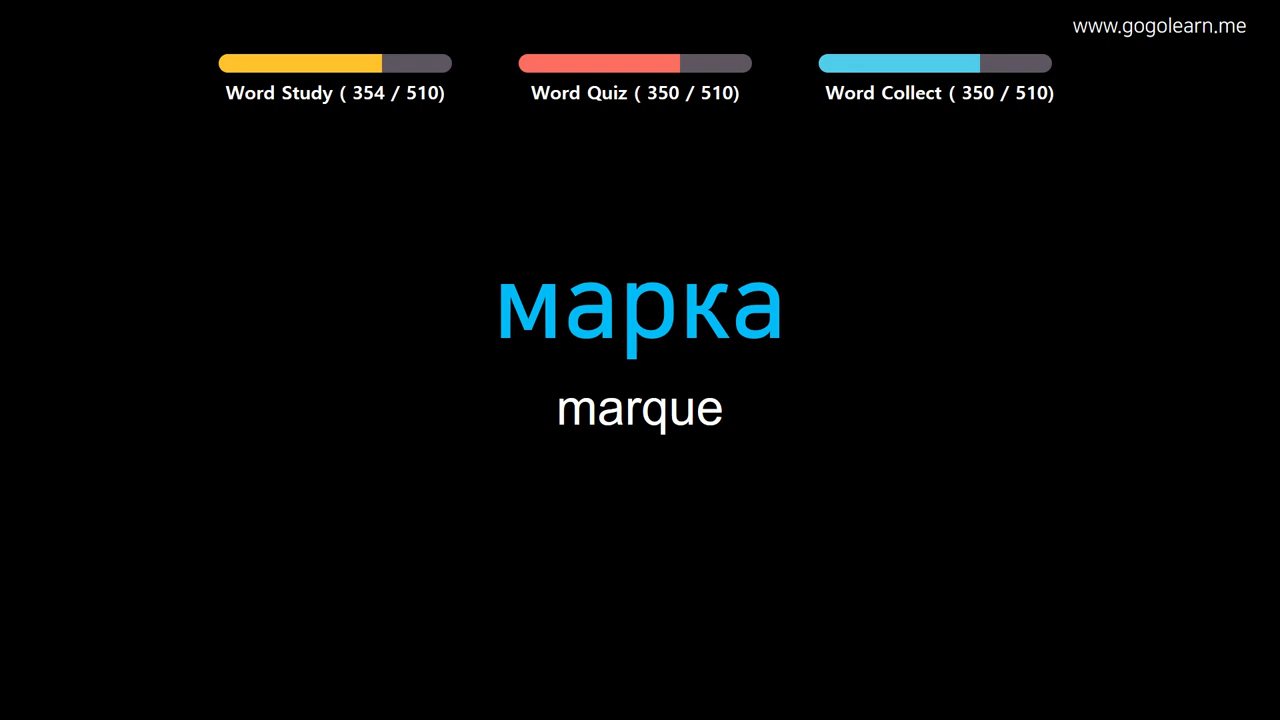 www.gogolearn.me
Word Study ( 354 / 510)
Word Quiz ( 350 / 510)
Word Collect ( 350 / 510)
марка
marque